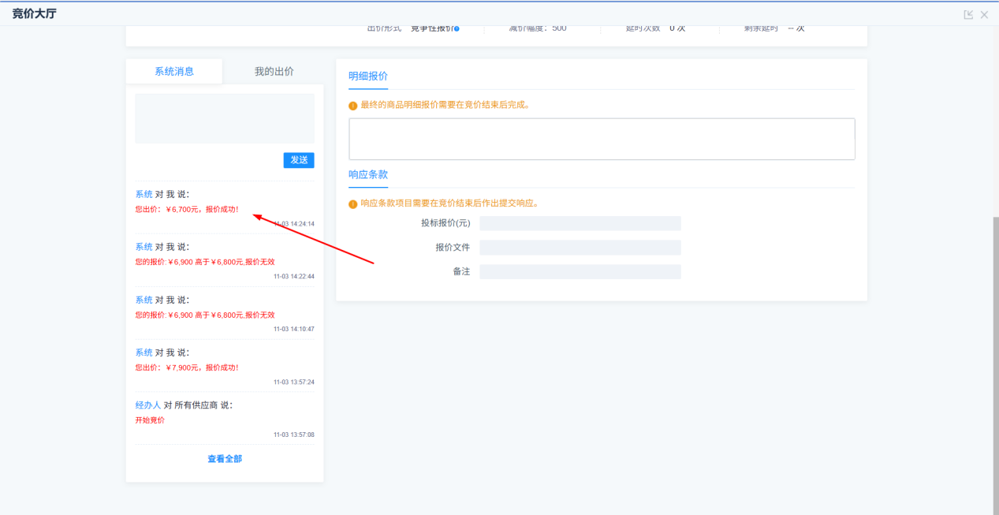 竞价大厅
出价形式 竞争性报价 减价幅度：500 延时次数 0 次 剩余延时 -- 次
系统消息 我的出价
发送
系统 对 我 说：
您出价：￥6,700元，报价成功！
11-03 14:24:14
系统 对 我 说：
您的报价:￥6,900 高于￥6,800元,报价无效
11-03 14:22:44
系统 对 我 说：
您的报价:￥6,900 高于￥6,800元,报价无效
11-03 14:10:47
系统 对 我 说：
您出价：￥7,900元，报价成功！
11-03 13:57:24
经办人 对 所有供应商 说：
开始竞价
11-03 13:57:08
查看全部
明细报价
最终的商品明细报价需要在竞价结束后完成。
响应条款
响应条款项目需要在竞价结束后作出提交响应。
投标报价(元)
报价文件
备注